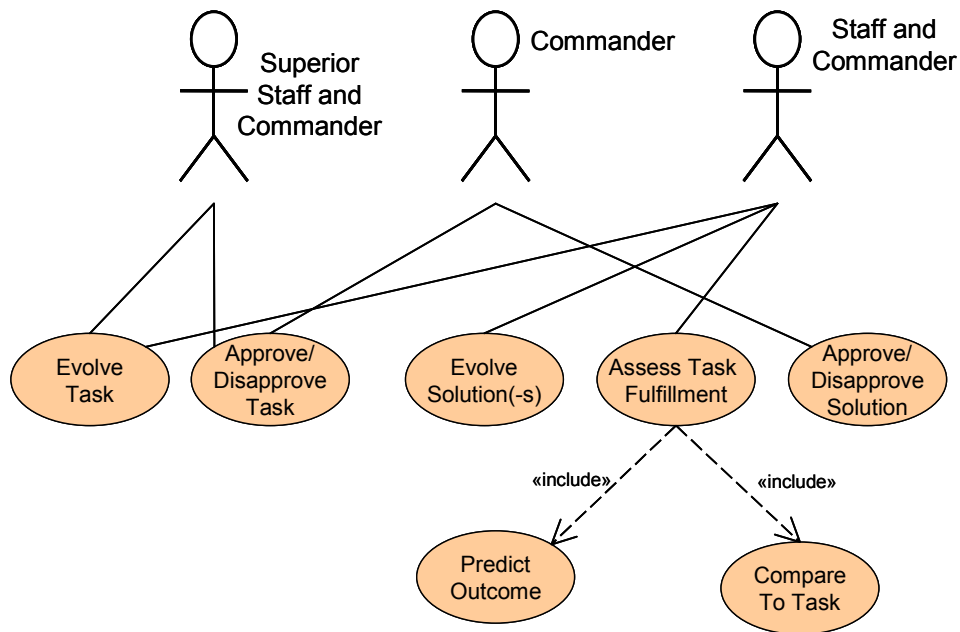 Superior
Staff and
Commander
Commander
Staff and
Commander
Evolve
Task
Approve/
Disapprove
Task
Evolve
Solution(-s)
Assess Task
Fulfillment
Approve/
Disapprove
Solution
«include»
«include»
Predict
Outcome
Compare
To Task